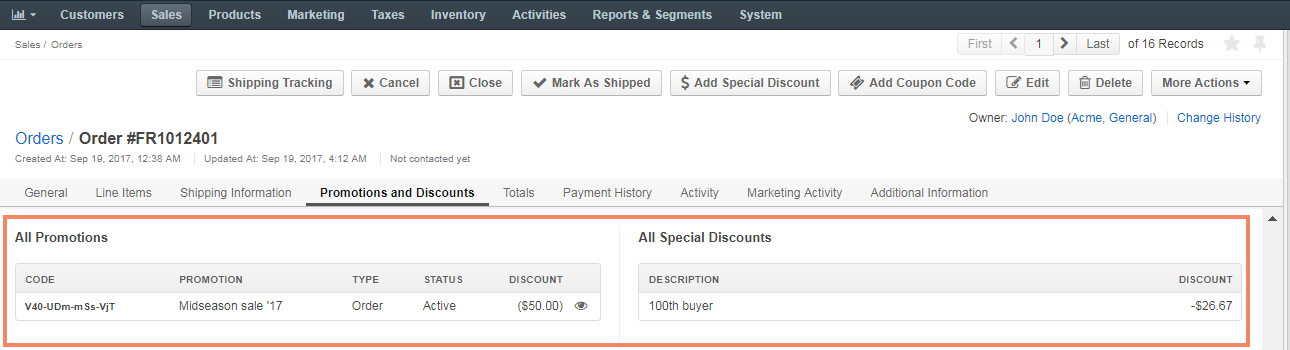 Customers Sales Products Marketing Taxes Inventory Activities Reports & Segments System
Sales / Orders
First 1 Last of 16 Records
Shipping Tracking Cancel Close Mark As Shipped Add Special Discount Add Coupon Code Edit Delete More Actions
Owner: John Doe (Acme, General) Change History
Orders / Order #FR1012401
Created At: Sep 19, 2017, 12:38 AM Updated At: Sep 19, 2017, 4:12 AM Not contacted yet
General Line Items Shipping Information Promotions and Discounts Totals Payment History Activity Marketing Activity Additional Information
All Promotions
CODE PROMOTION TYPE STATUS DISCOUNT
V40-UDm-mSs-VjT Midseason sale '17 Order Active ($50.00)
All Special Discounts
DESCRIPTION DISCOUNT
100th buyer -$26.67